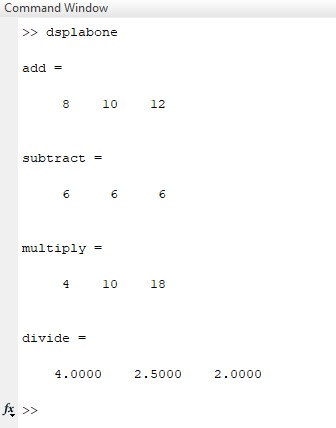 Command Window
>> dsplabone
add =
8 10 12
subtract =
6 6 6
multiply =
4 10 18
divide =
4.0000 2.5000 2.0000
fx >>